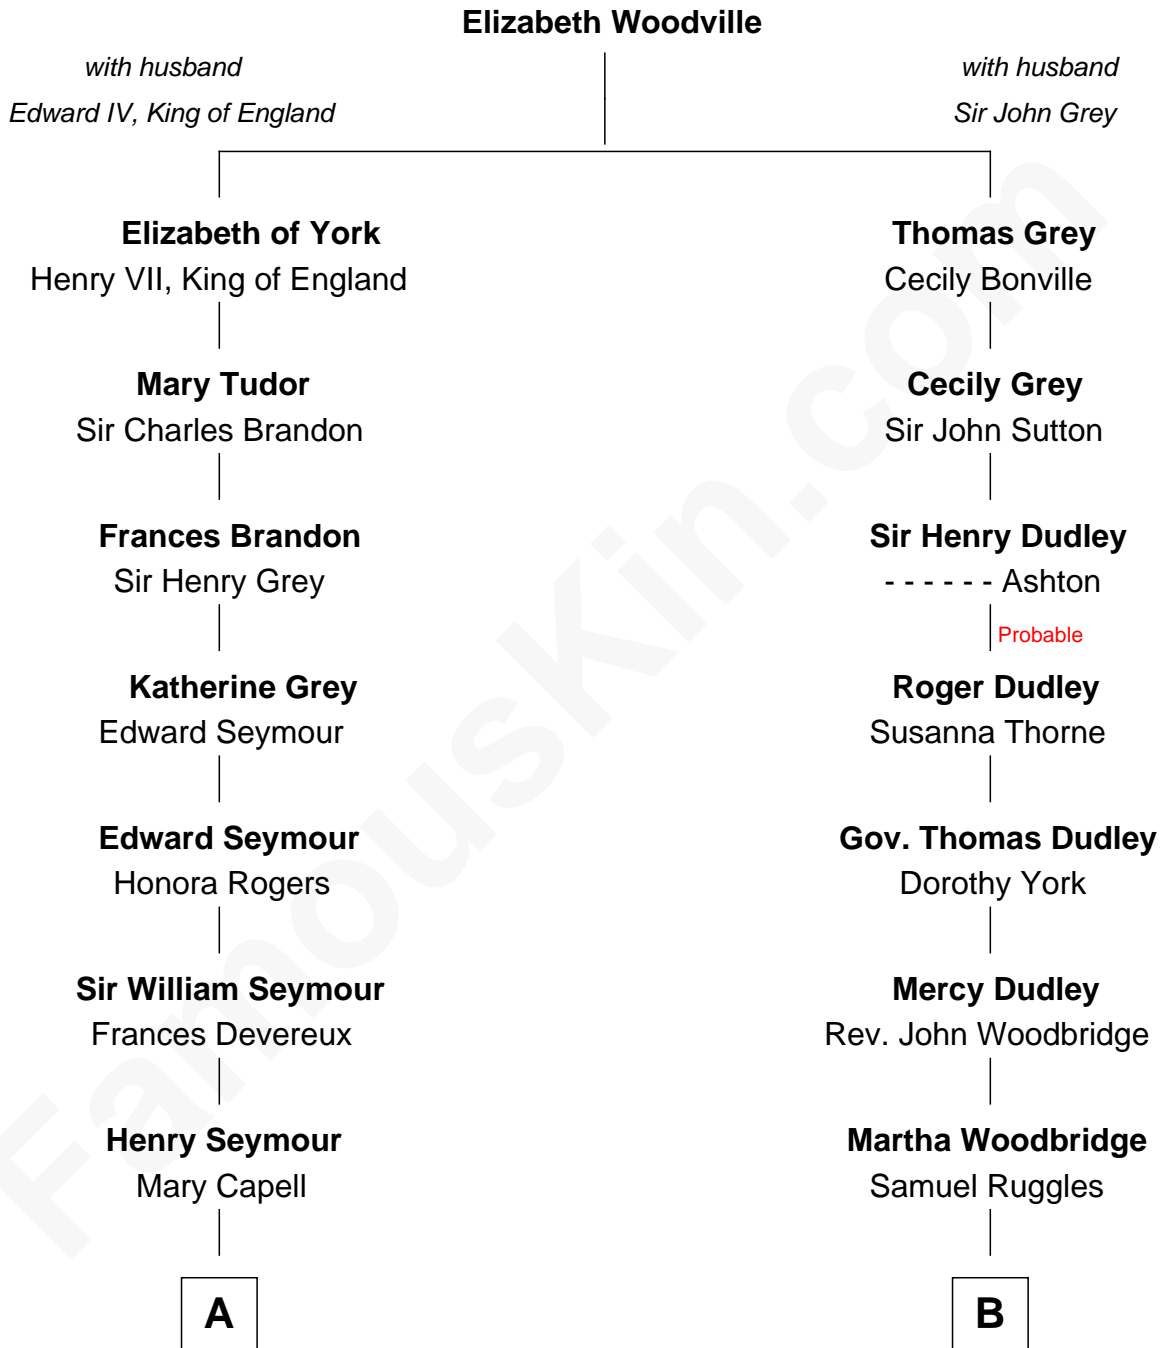 Elizabeth Woodville
with husband
Edward IV, King of England
with husband
Sir John Grey
Elizabeth of York
Henry VII, King of England
Thomas Grey
Cecily Bonville
Mary Tudor
Sir Charles Brandon
Cecily Grey
Sir John Sutton
Frances Brandon
Sir Henry Grey
Sir Henry Dudley
- - - - - - Ashton
Probable
Katherine Grey
Edward Seymour
Roger Dudley
Susanna Thorne
Edward Seymour
Honora Rogers
Gov. Thomas Dudley
Dorothy York
Sir William Seymour
Frances Devereux
Mercy Dudley
Rev. John Woodbridge
Henry Seymour
Mary Capell
Martha Woodbridge
Samuel Ruggles
A
B
FamousKin.com